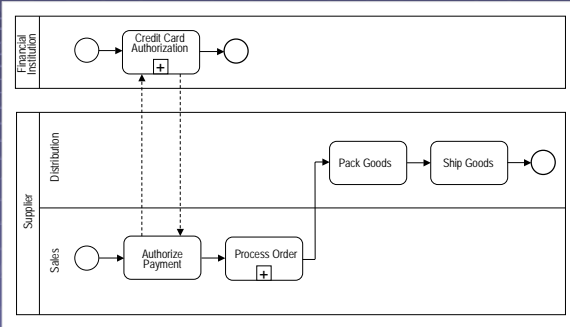 Financial
Institution
Credit Card
Authorization
+
Supplier
Distribution
Pack Goods
Ship Goods
Sales
Authorize
Payment
Process Order
+